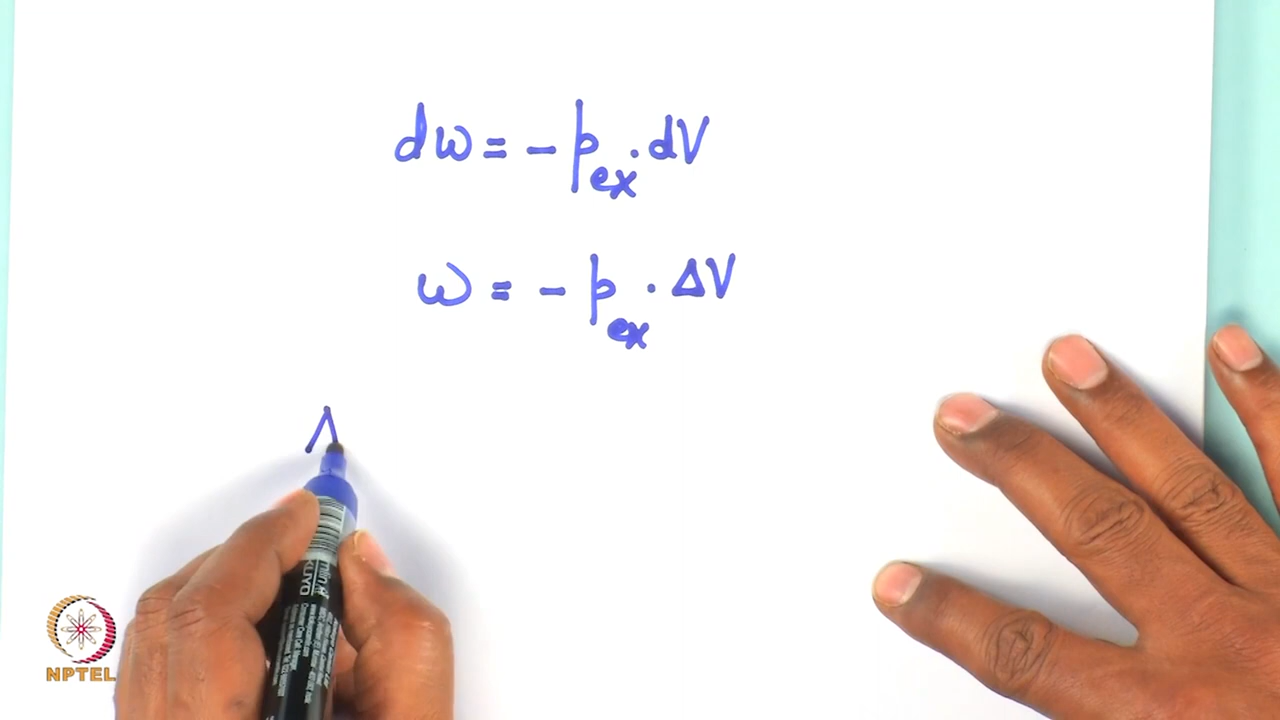 dw = - p_ex . dV
w = - p_ex . ΔV
NPTEL